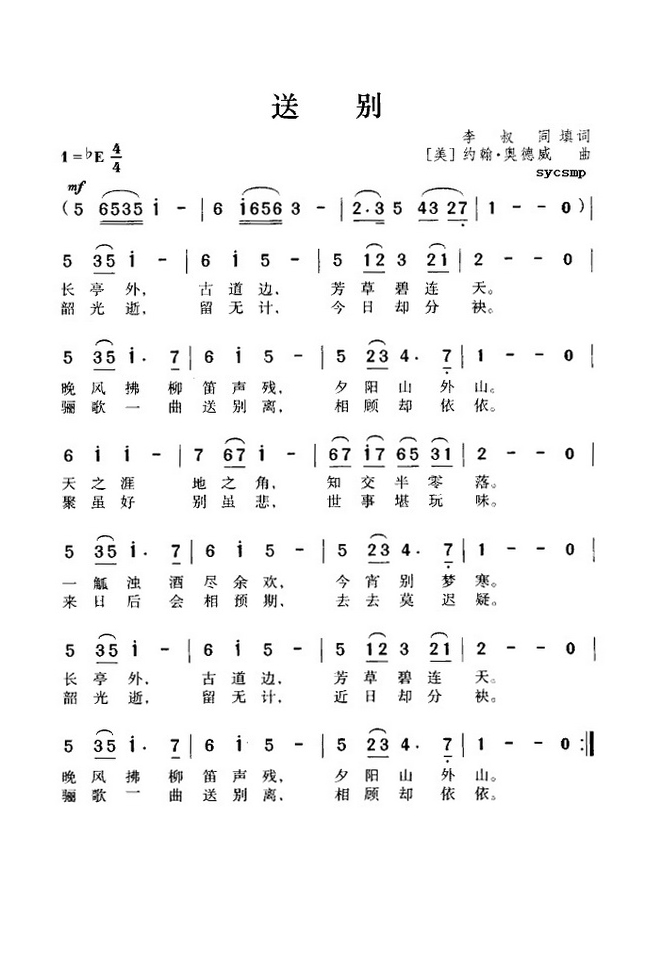 送 别
李 叔 同 填 词
1=♭E 4/4
[美] 约翰·奥德威 曲
sycsmp
mf
(5 6535 i - | 6 i656 3 - | 2·3 5 43 27 | 1 - - 0)|
5 35 i - | 6 i 5 - | 5 12 3 21 | 2 - - 0 |
长 亭 外, 古 道 边, 芳 草 碧 连 天。
韶 光 逝, 留 无 计, 今 日 却 分 袂。
5 35 i· 7 | 6 i 5 - | 5 23 4· 7 | 1 - - 0 |
晚 风 拂 柳 笛 声 残, 夕 阳 山 外 山。
骊 歌 一 曲 送 别 离, 相 顾 却 依 依。
6 i i - | 7 67 i - | 67 i7 65 31 | 2 - - 0 |
天 之 涯 地 之 角, 知 交 半 零 落。
聚 虽 好 别 虽 悲, 世 事 堪 玩 味。
5 35 i· 7 | 6 i 5 - | 5 23 4· 7 | 1 - - 0 |
一 觚 浊 酒 尽 余 欢, 今 宵 别 梦 寒。
来 日 后 会 相 预 期, 去 去 莫 迟 疑。
5 35 i - | 6 i 5 - | 5 12 3 21 | 2 - - 0 |
长 亭 外, 古 道 边, 芳 草 碧 连 天。
韶 光 逝, 留 无 计, 近 日 却 分 袂。
5 35 i· 7 | 6 i 5 - | 5 23 4· 7 | 1 - - 0 :||
晚 风 拂 柳 笛 声 残, 夕 阳 山 外 山。
骊 歌 一 曲 送 别 离, 相 顾 却 依 依。